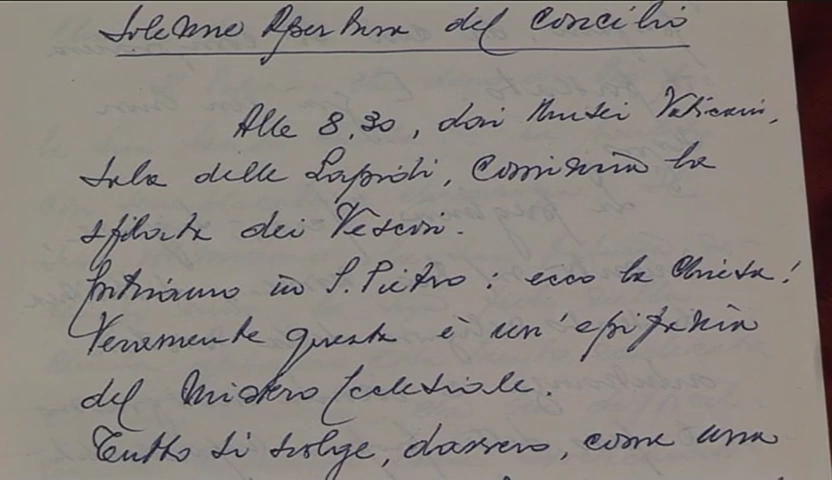 Solenne Apertura del Concilio
Alle 8,30, dai Musei Vaticani,
Sala delle Lapidi, comincia la
sfilata dei Vescovi.
Entriamo in S. Pietro: ecco la Chiesa!
Veramente questa è un'epifania
del Mistero Ecclesiale.
Tutto si svolge, davvero, come una